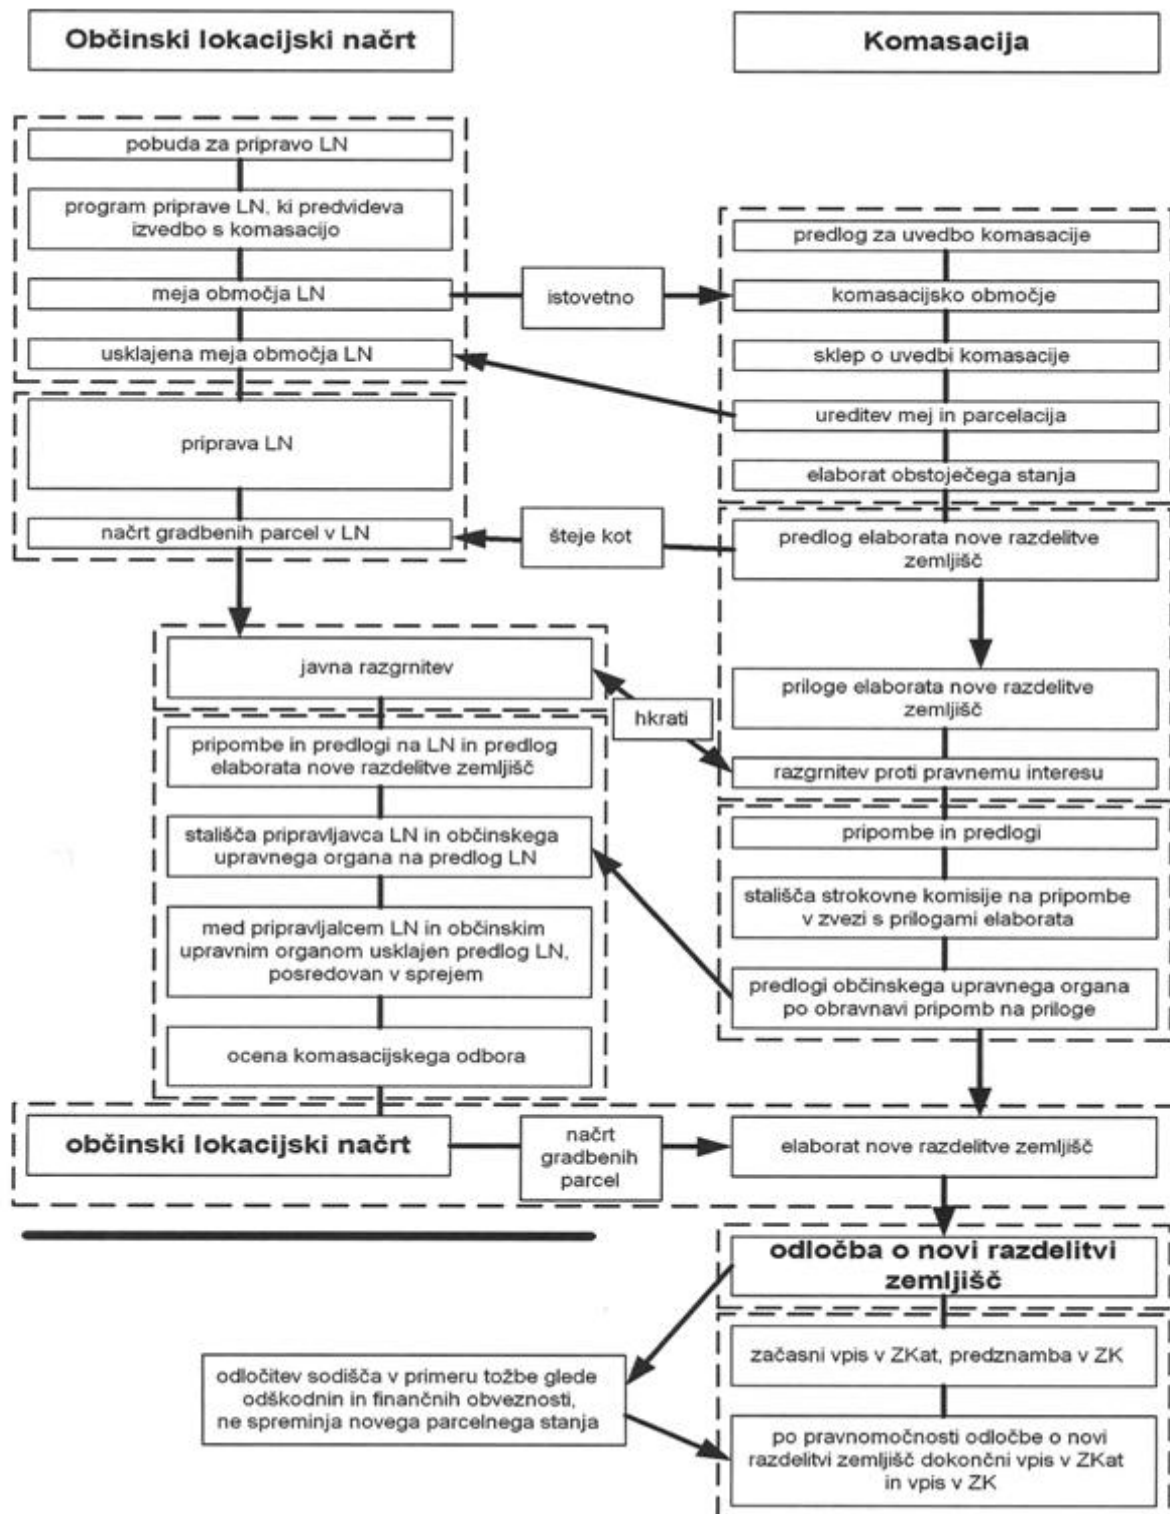 Občinski lokacijski načrt
Komasacija
pobuda za pripravo LN
program priprave LN, ki predvideva
izvedbo s komasacijo
meja območja LN
usklajena meja območja LN
istovetno
predlog za uvedbo komasacije
komasacijsko območje
sklep o uvedbi komasacije
ureditev mej in parcelacija
elaborat obstoječega stanja
priprava LN
načrt gradbenih parcel v LN
šteje kot
predlog elaborata nove razdelitve
zemljišč
priloge elaborata nove razdelitve
zemljišč
razgrnitev proti pravnemu interesu
javna razgrnitev
hkrati
pripombe in predlogi na LN in predlog
elaborata nove razdelitve zemljišč
stališča pripravljavca LN in občinskega
upravnega organa na predlog LN
med pripravljalcem LN in občinskim
upravnim organom usklajen predlog LN,
posredovan v sprejem
ocena komasacijskega odbora
pripombe in predlogi
stališča strokovne komisije na pripombe
v zvezi s prilogami elaborata
predlogi občinskega upravnega organa
po obravnavi pripomb na priloge
občinski lokacijski načrt
načrt
gradbenih
parcel
elaborat nove razdelitve zemljišč
odločba o novi razdelitvi
zemljišč
začasni vpis v ZKat, predznamba v ZK
odločitev sodišča v primeru tožbe glede
odškodnin in finančnih obveznosti,
ne spreminja novega parcelnega stanja
po pravnomočnosti odločbe o novi
razdelitvi zemljišč dokončni vpis v ZKat
in vpis v ZK